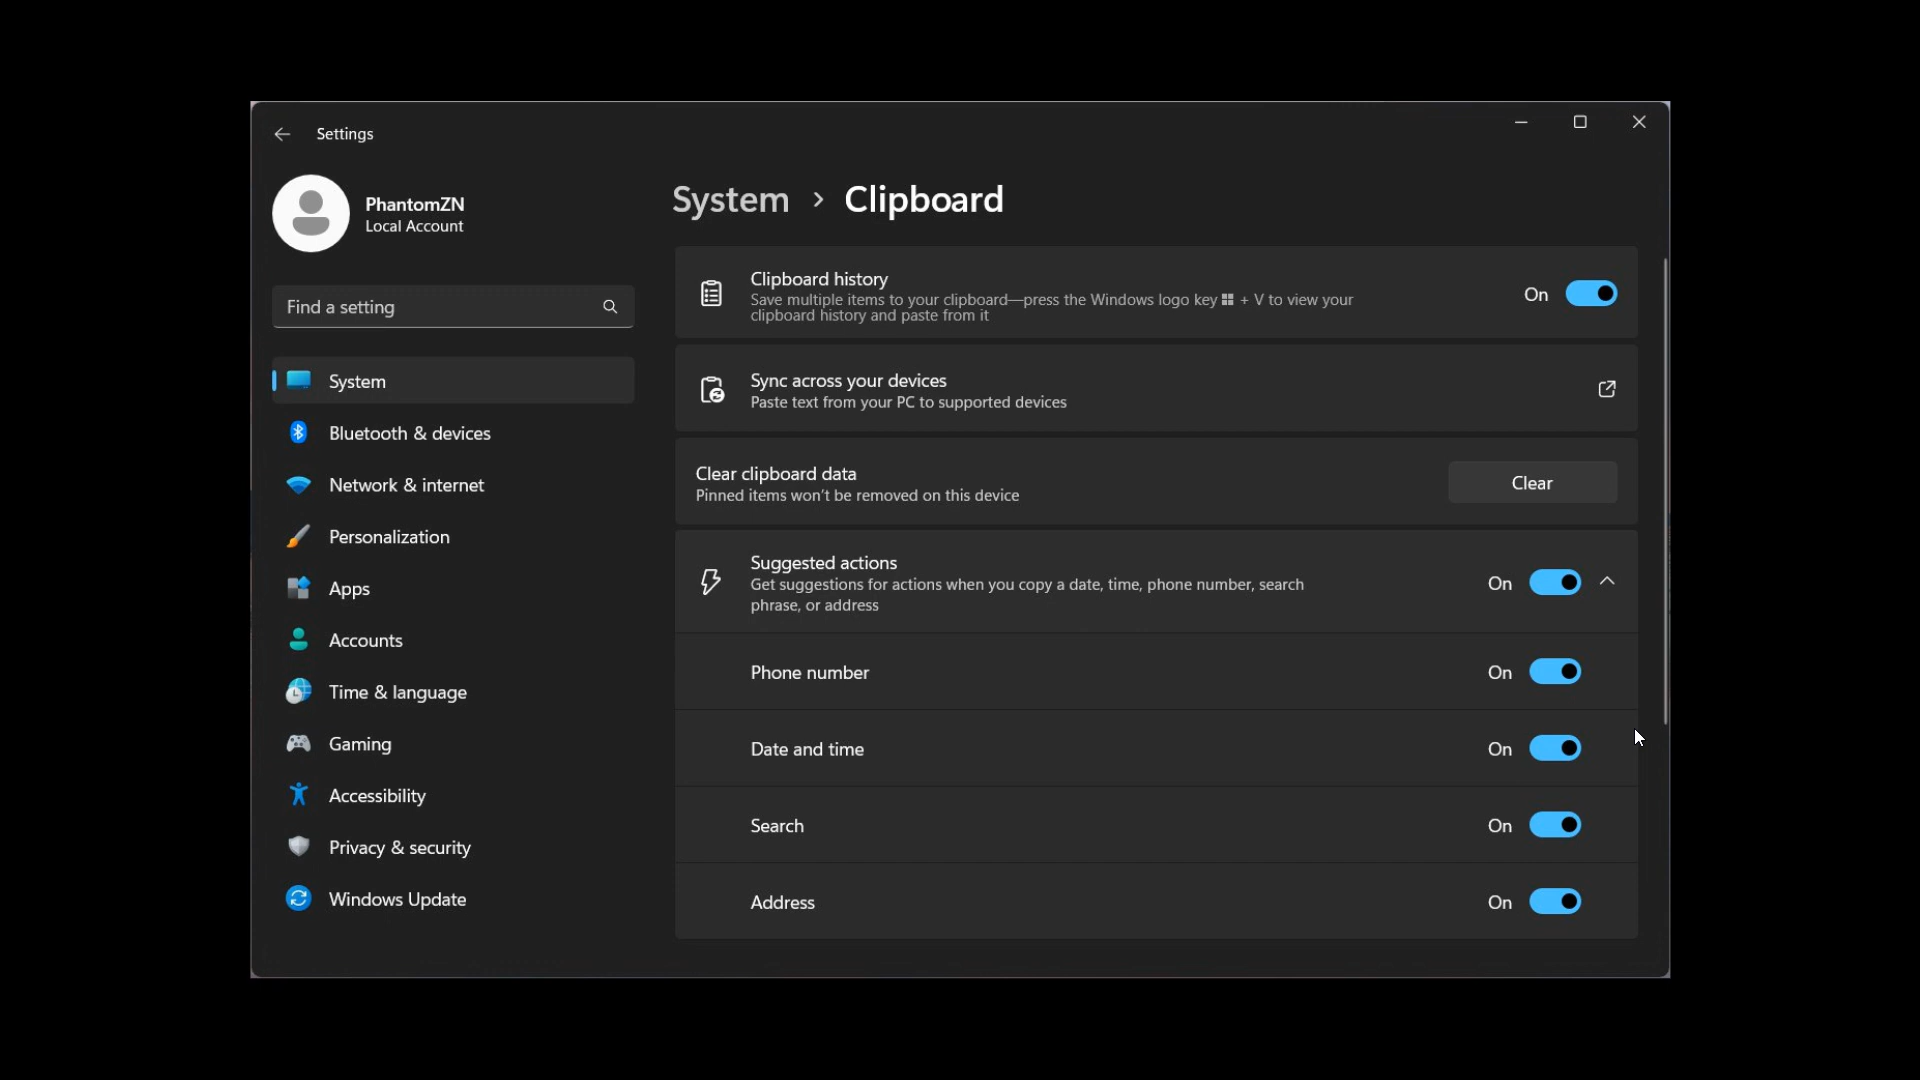 Settings
PhantomZN
Local Account
Find a setting
System
Bluetooth & devices
Network & internet
Personalization
Apps
Accounts
Time & language
Gaming
Accessibility
Privacy & security
Windows Update
System › Clipboard
Clipboard history
Save multiple items to your clipboard—press the Windows logo key + V to view your
clipboard history and paste from it
On
Sync across your devices
Paste text from your PC to supported devices
Clear clipboard data
Pinned items won't be removed on this device
Clear
Suggested actions
Get suggestions for actions when you copy a date, time, phone number, search
phrase, or address
On
Phone number
On
Date and time
On
Search
On
Address
On